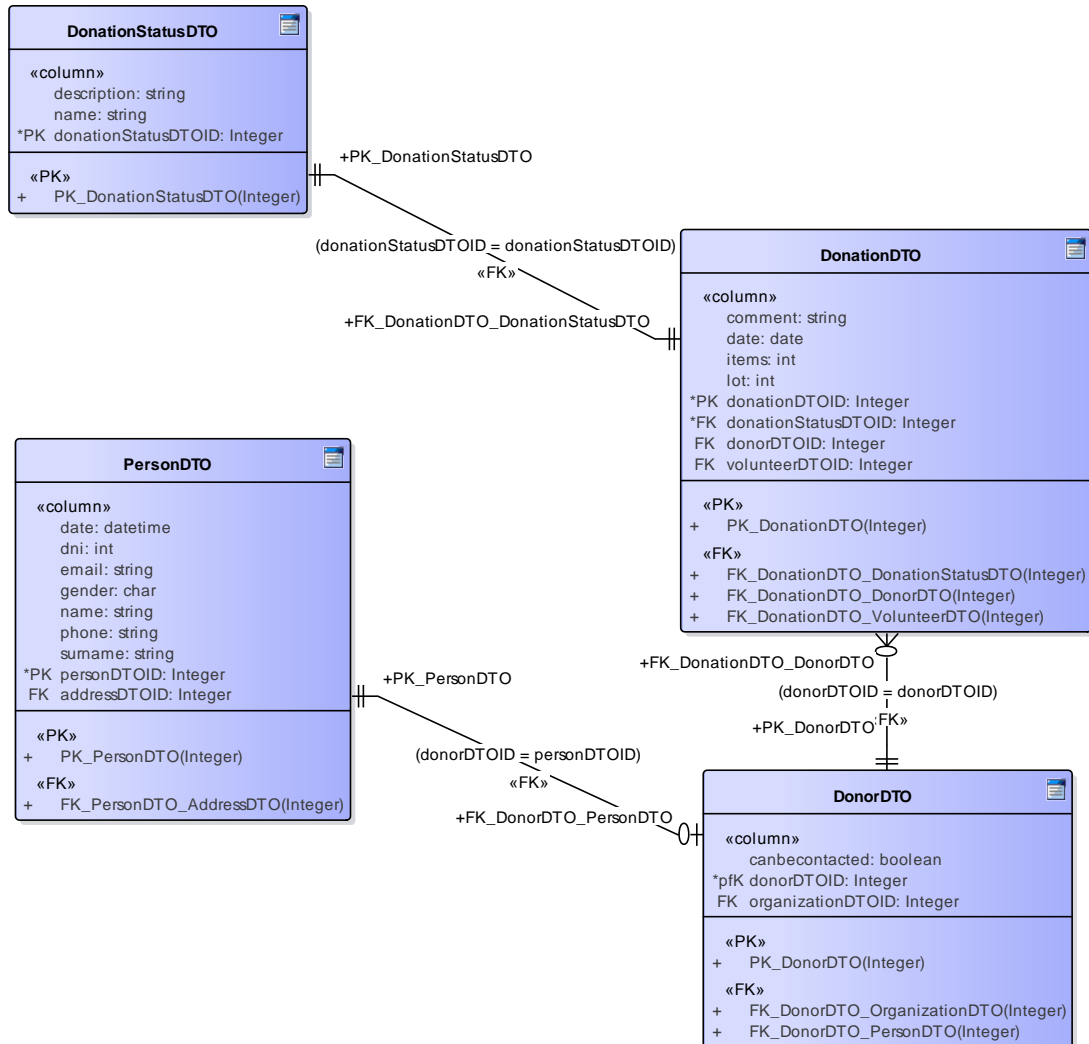 DonationStatusDTO
«column»
description: string
name: string
*PK donationStatusDTOID: Integer
«PK»
+ PK_DonationStatusDTO(Integer)
+PK_DonationStatusDTO
(donationStatusDTOID = donationStatusDTOID)
«FK»
+FK_DonationDTO_DonationStatusDTO
DonationDTO
«column»
comment: string
date: date
items: int
lot: int
*PK donationDTOID: Integer
*FK donationStatusDTOID: Integer
FK donorDTOID: Integer
FK volunteerDTOID: Integer
«PK»
+ PK_DonationDTO(Integer)
«FK»
+ FK_DonationDTO_DonationStatusDTO(Integer)
+ FK_DonationDTO_DonorDTO(Integer)
+ FK_DonationDTO_VolunteerDTO(Integer)
PersonDTO
«column»
date: datetime
dni: int
email: string
gender: char
name: string
phone: string
surname: string
*PK personDTOID: Integer
FK addressDTOID: Integer
«PK»
+ PK_PersonDTO(Integer)
«FK»
+ FK_PersonDTO_AddressDTO(Integer)
+FK_DonationDTO_DonorDTO
(donorDTOID = donorDTOID)
+PK_DonorDTO
«FK»
+PK_PersonDTO
(donorDTOID = personDTOID)
«FK»
+FK_DonorDTO_PersonDTO
DonorDTO
«column»
canbecontacted: boolean
*pfK donorDTOID: Integer
FK organizationDTOID: Integer
«PK»
+ PK_DonorDTO(Integer)
«FK»
+ FK_DonorDTO_OrganizationDTO(Integer)
+ FK_DonorDTO_PersonDTO(Integer)